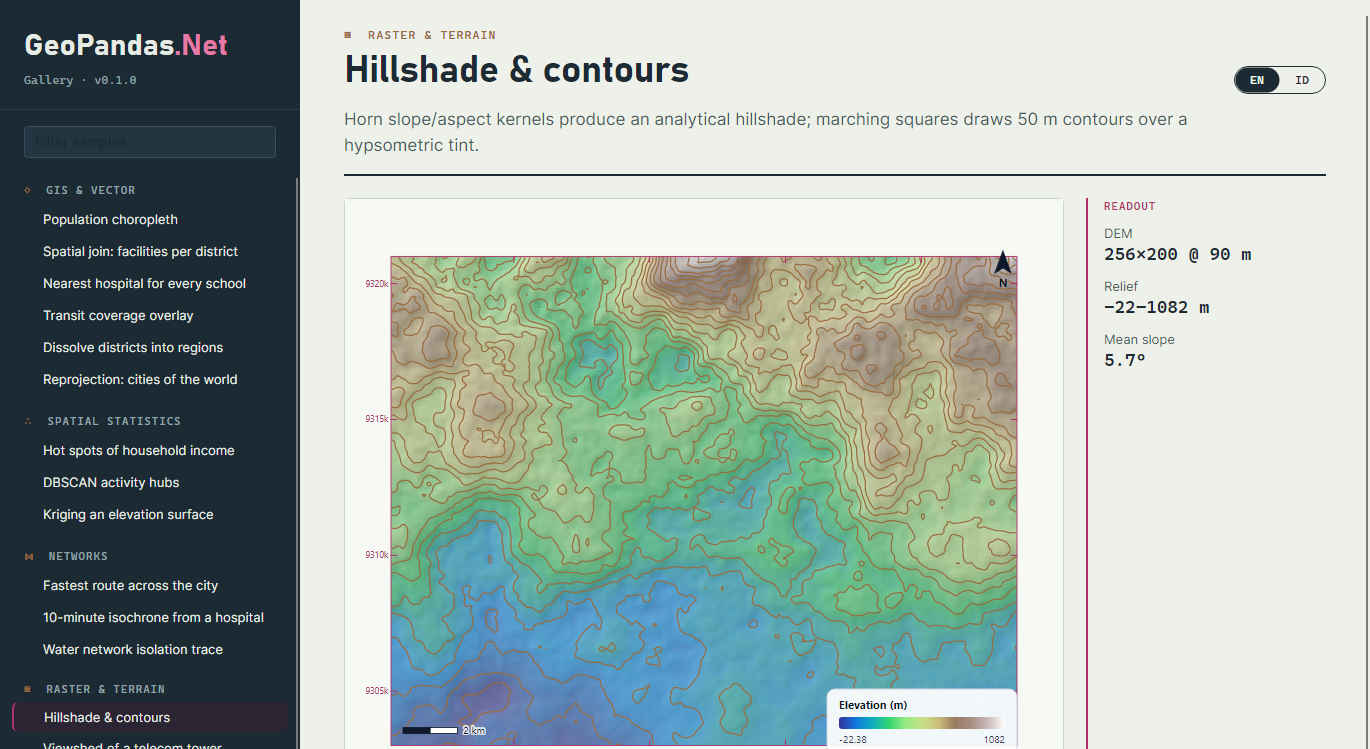 GeoPandas.Net
Gallery · v0.1.0
Filter samples...
GIS & VECTOR
Population choropleth
Spatial join: facilities per district
Nearest hospital for every school
Transit coverage overlay
Dissolve districts into regions
Reprojection: cities of the world
SPATIAL STATISTICS
Hot spots of household income
DBSCAN activity hubs
Kriging an elevation surface
NETWORKS
Fastest route across the city
10-minute isochrone from a hospital
Water network isolation trace
RASTER & TERRAIN
Hillshade & contours
Viewshed of a telecom tower
RASTER & TERRAIN
Hillshade & contours
EN ID
Horn slope/aspect kernels produce an analytical hillshade; marching squares draws 50 m contours over a
hypsometric tint.
N
9320k
9315k
9310k
9305k
2 km
Elevation (m)
-22.38 1082
READOUT
DEM
256×200 @ 90 m
Relief
−22–1082 m
Mean slope
5.7°